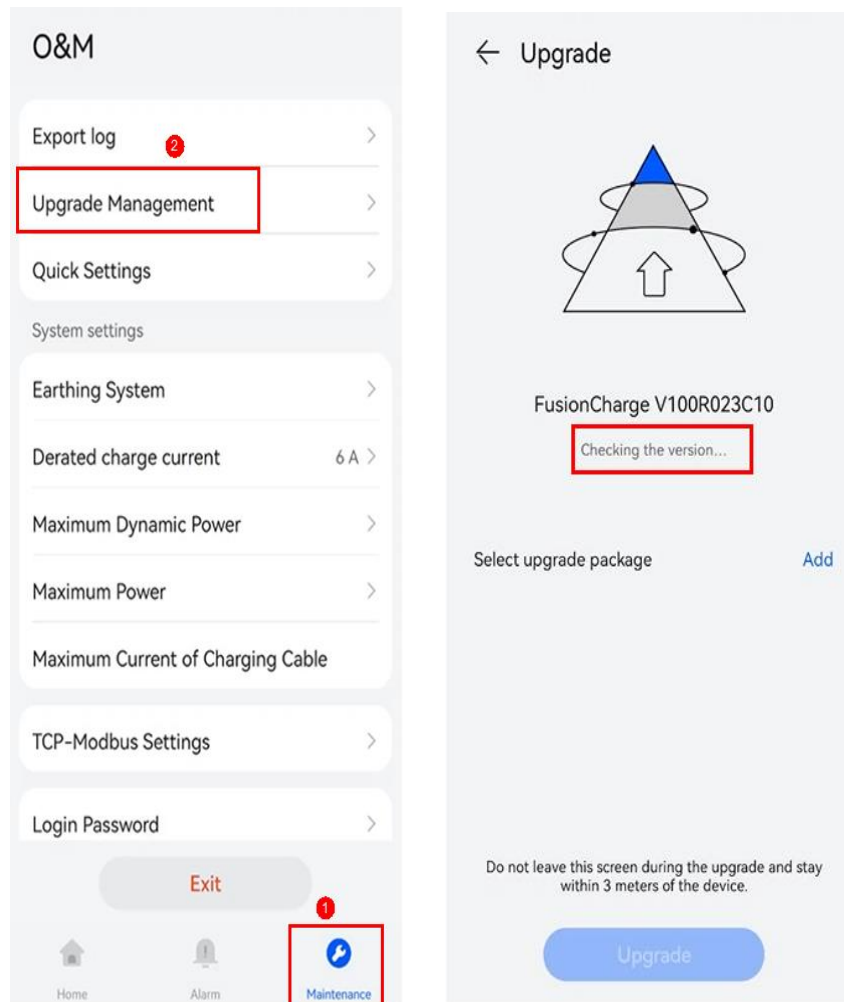 O&M
Export log
2
Upgrade Management
Quick Settings
System settings
Earthing System
Derated charge current 6 A
Maximum Dynamic Power
Maximum Power
Maximum Current of Charging Cable
TCP-Modbus Settings
Login Password
Exit
1
Home Alarm Maintenance
Upgrade
FusionCharge V100R023C10
Checking the version...
Select upgrade package Add
Do not leave this screen during the upgrade and stay
within 3 meters of the device.
Upgrade